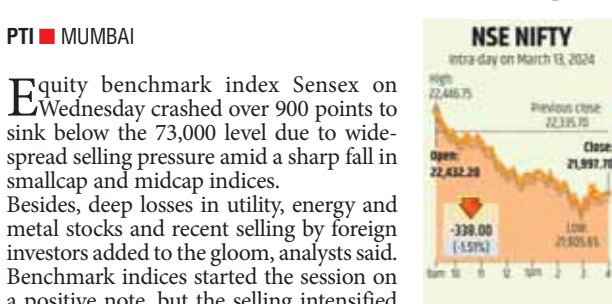 PTI ■ MUMBAI
Equity benchmark index Sensex on
Wednesday crashed over 900 points to
sink below the 73,000 level due to wide-
spread selling pressure amid a sharp fall in
smallcap and midcap indices.
Besides, deep losses in utility, energy and
metal stocks and recent selling by foreign
investors added to the gloom, analysts said.
Benchmark indices started the session on
a positive note, but the selling intensified
NSE NIFTY
Intra-day on March 13, 2024
High:
22,446.75
Previous close
22,335.70
Close:
21,997.70
Open:
22,432.20
-338.00
(-1.51%)
LOW
21,905.65
9am 10 11 12 1pm 2 3 4